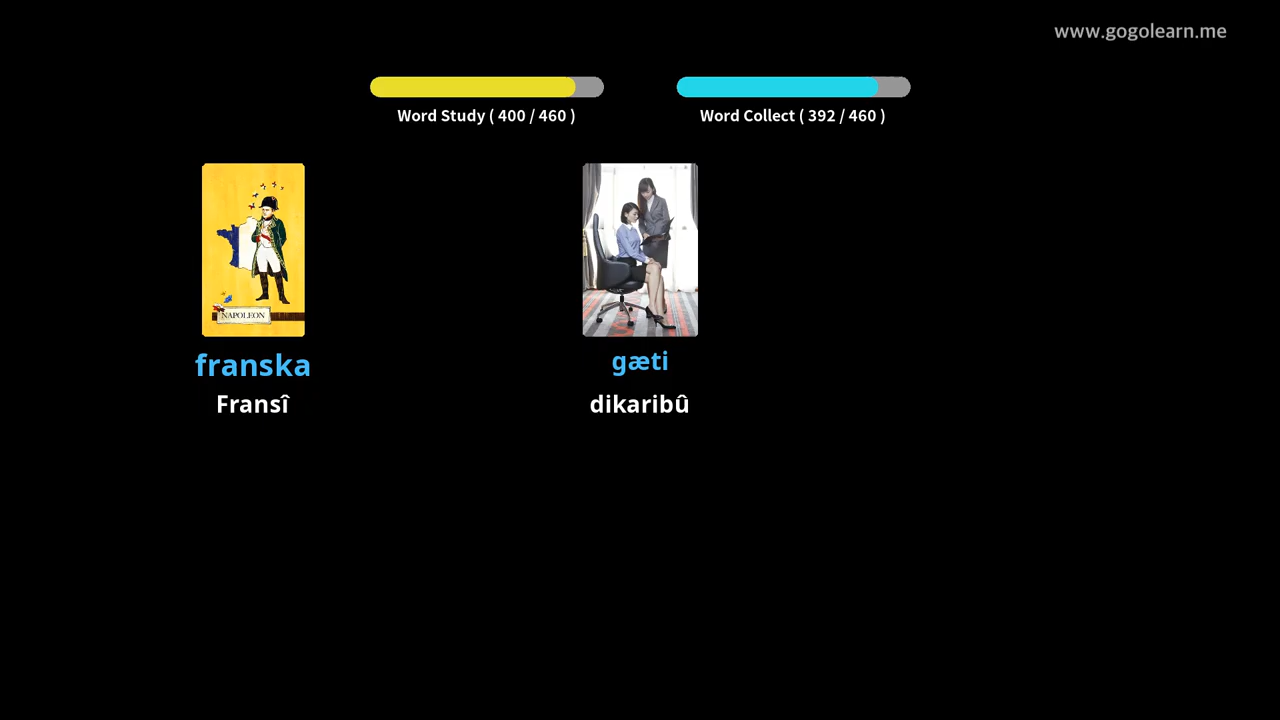 www.gogolearn.me
Word Study ( 400 / 460 )
Word Collect ( 392 / 460 )
NAPOLEON
franska
gæti
Fransî
dikaribû